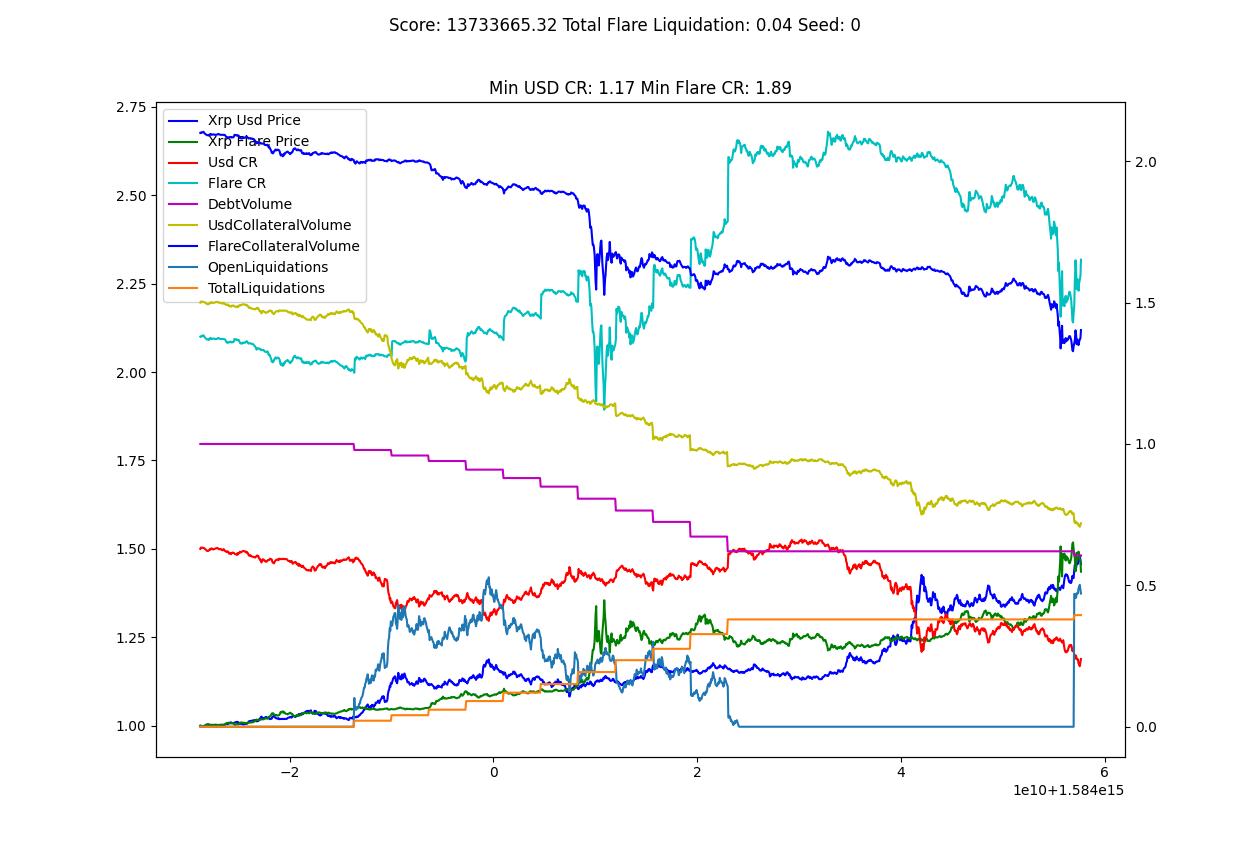 Score: 13733665.32 Total Flare Liquidation: 0.04 Seed: 0
Min USD CR: 1.17 Min Flare CR: 1.89
Xrp Usd Price
Xrp Flare Price
Usd CR
Flare CR
DebtVolume
UsdCollateralVolume
FlareCollateralVolume
OpenLiquidations
TotalLiquidations
2.75
2.50
2.25
2.00
1.75
1.50
1.25
1.00
2.0
1.5
1.0
0.5
0.0
−2
0
2
4
6
1e10+1.584e15